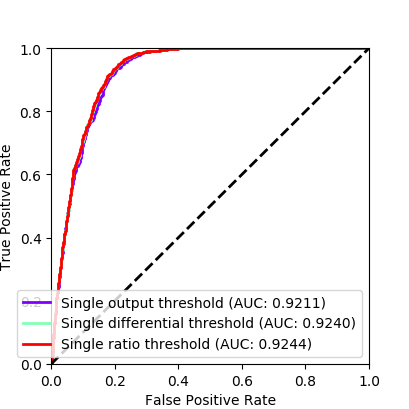 1.0
0.8
0.6
0.4
0.2
0.0
True Positive Rate
Single output threshold (AUC: 0.9211)
Single differential threshold (AUC: 0.9240)
Single ratio threshold (AUC: 0.9244)
0.0 0.2 0.4 0.6 0.8 1.0
False Positive Rate